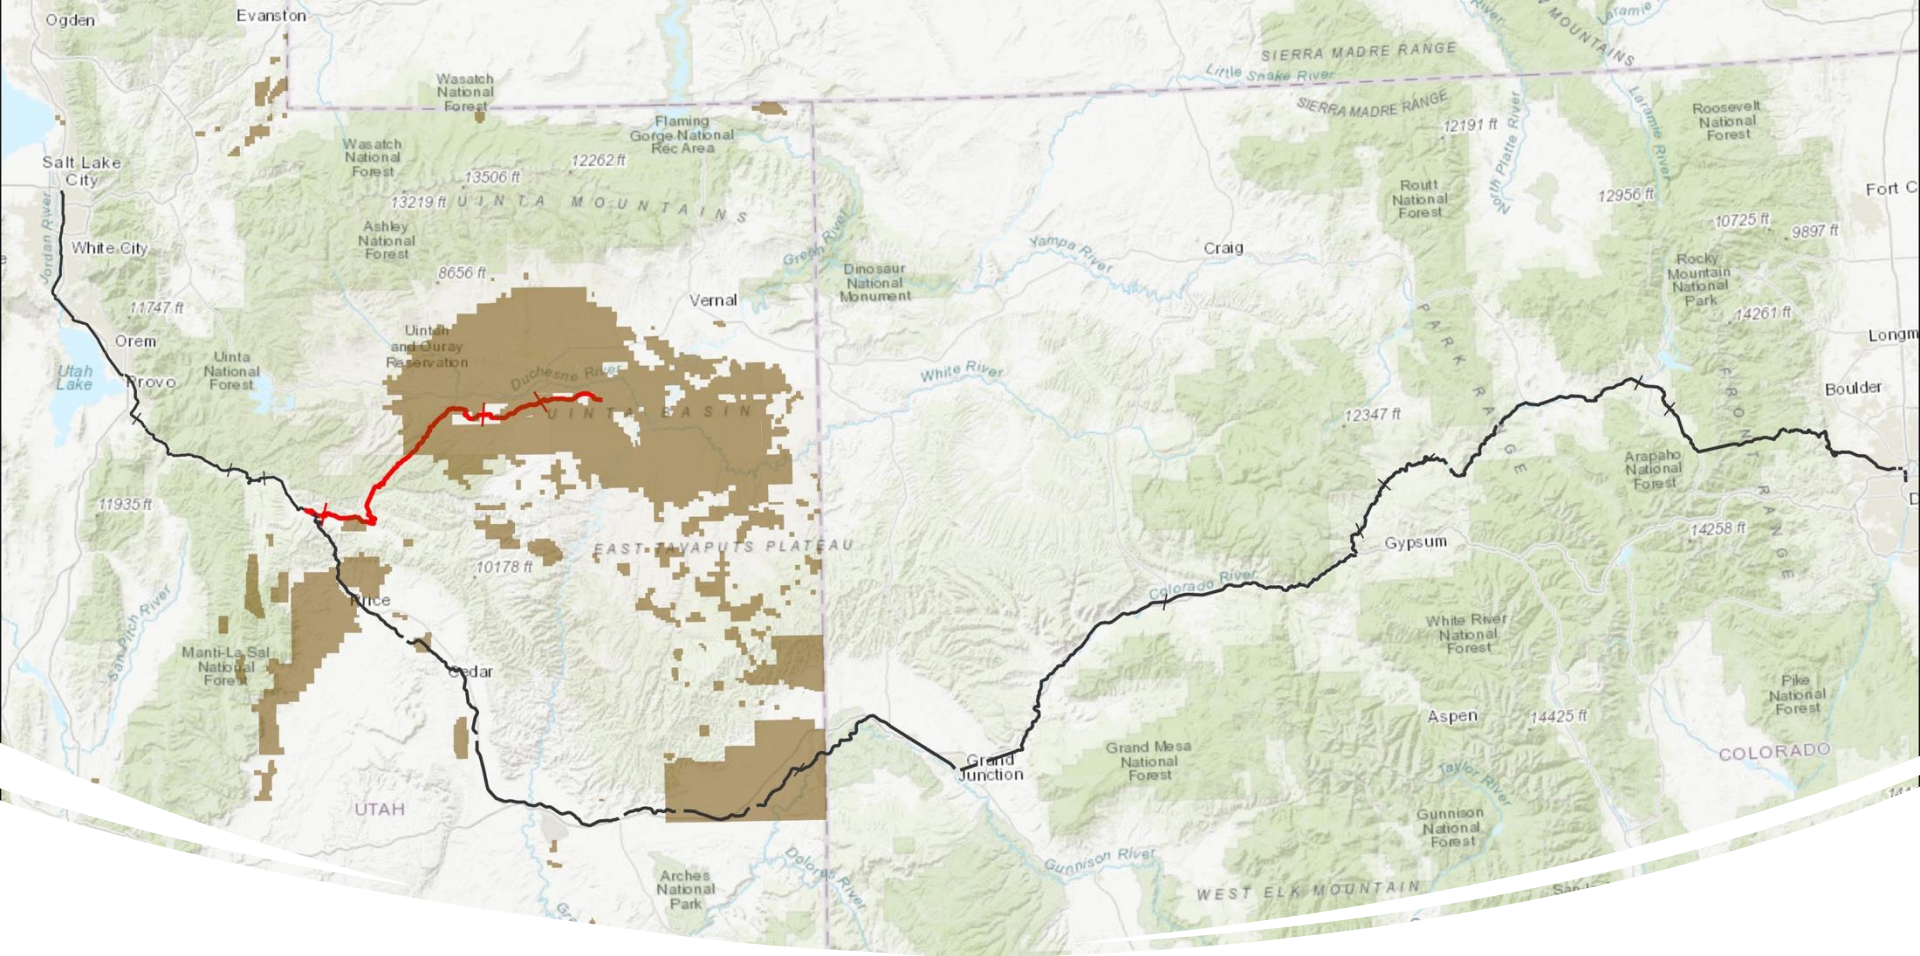 Ogden
Evanston
SIERRA MADRE RANGE
MOUNTAINS
River
Laramie
Little Snake River
Wasatch
National
Forest
SIERRA MADRE RANGE
12191 ft
North Platte River
Laramie River
Roosevelt
National
Forest
Flaming
Gorge National
Rec Area
Wasatch
National
Forest
12262 ft
Salt Lake
City
13506 ft
13219 ft
UINTA MOUNTAINS
Routt
National
Forest
12956 ft
Fort C
10725 ft
9897 ft
Jordan River
White City
Ashley
National
Forest
Green River
Yampa River
Craig
8656 ft
Dinosaur
National
Monument
Rocky
Mountain
National
Park
Vernal
11747 ft
14261 ft
Orem
Uintah
and Ouray
Reservation
Longm
PARK RANGE
FRONT RANGE
Utah
Lake
Provo
Uinta
National
Forest
Duchesne River
White River
Boulder
UINTA BASIN
12347 ft
Arapaho
National
Forest
11935 ft
D
14258 ft
EAST TAVAPUTS PLATEAU
10178 ft
Gypsum
Colorado River
San Pitch River
Price
White River
National
Forest
Manti-La Sal
National
Forest
Cedar
Pike
National
Forest
Aspen
14425 ft
Grand
Junction
Grand Mesa
National
Forest
COLORADO
Taylor River
UTAH
Gunnison
National
Forest
Dolores River
Gunnison River
Arches
National
Park
WEST ELK MOUNTAIN